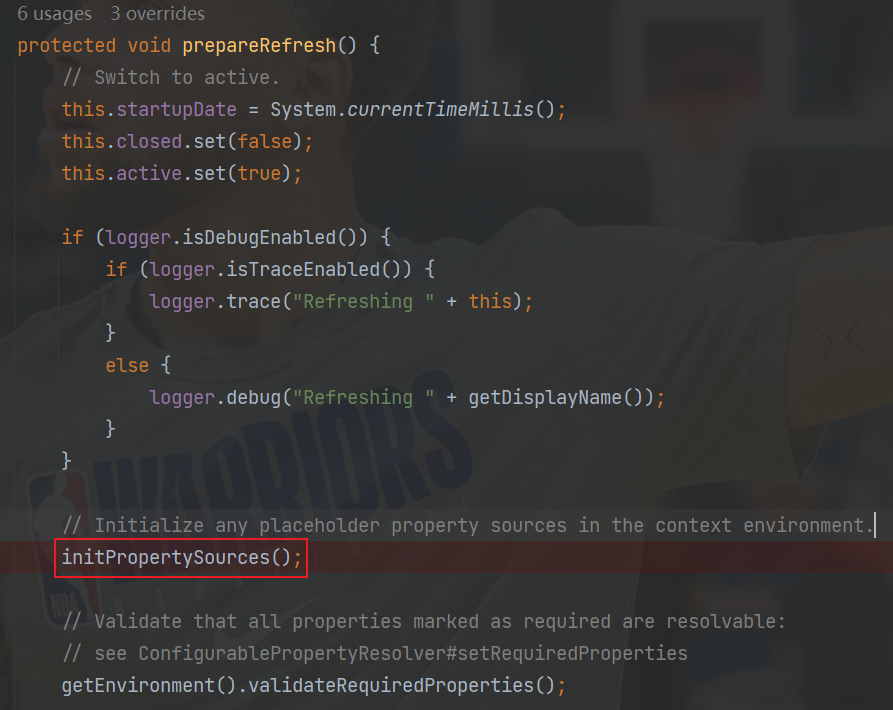 6 usages   3 overrides
protected void prepareRefresh() {
    // Switch to active.
    this.startupDate = System.currentTimeMillis();
    this.closed.set(false);
    this.active.set(true);

    if (logger.isDebugEnabled()) {
        if (logger.isTraceEnabled()) {
            logger.trace("Refreshing " + this);
        }
        else {
            logger.debug("Refreshing " + getDisplayName());
        }
    }

    // Initialize any placeholder property sources in the context environment.
    initPropertySources();

    // Validate that all properties marked as required are resolvable:
    // see ConfigurablePropertyResolver#setRequiredProperties
    getEnvironment().validateRequiredProperties();
WARRIORS
NBA